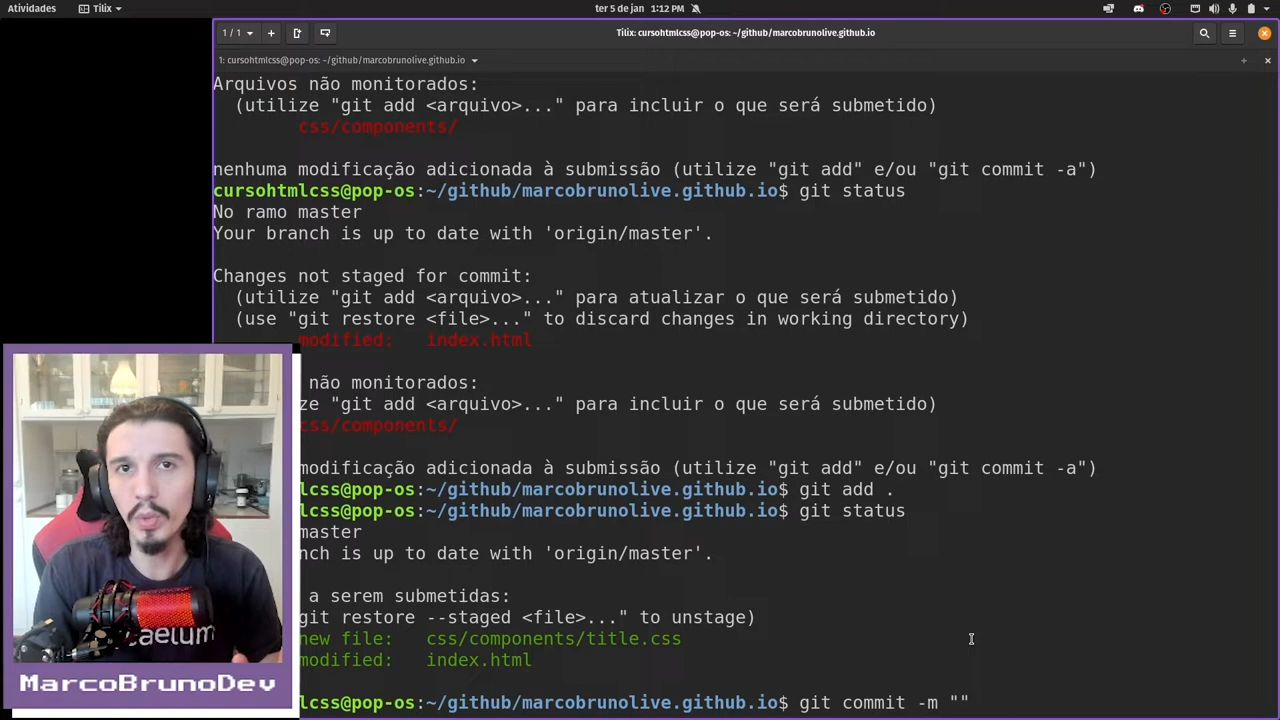 Atividades Tilix ter 5 de jan 1:12 PM
1 / 1 Tilix: cursohtmlcss@pop-os: ~/github/marcobrunolive.github.io
1: cursohtmlcss@pop-os: ~/github/marcobrunolive.github.io
Arquivos não monitorados:
(utilize "git add <arquivo>..." para incluir o que será submetido)
css/components/
nenhuma modificação adicionada à submissão (utilize "git add" e/ou "git commit -a")
cursohtmlcss@pop-os:~/github/marcobrunolive.github.io$ git status
No ramo master
Your branch is up to date with 'origin/master'.
Changes not staged for commit:
(utilize "git add <arquivo>..." para atualizar o que será submetido)
(use "git restore <file>..." to discard changes in working directory)
modified: index.html
não monitorados:
ze "git add <arquivo>..." para incluir o que será submetido)
css/components/
modificação adicionada à submissão (utilize "git add" e/ou "git commit -a")
lcss@pop-os:~/github/marcobrunolive.github.io$ git add .
lcss@pop-os:~/github/marcobrunolive.github.io$ git status
master
nch is up to date with 'origin/master'.
a serem submetidas:
git restore --staged <file>..." to unstage)
new file: css/components/title.css
modified: index.html
lcss@pop-os:~/github/marcobrunolive.github.io$ git commit -m ""
caelum
MarcoBrunoDev